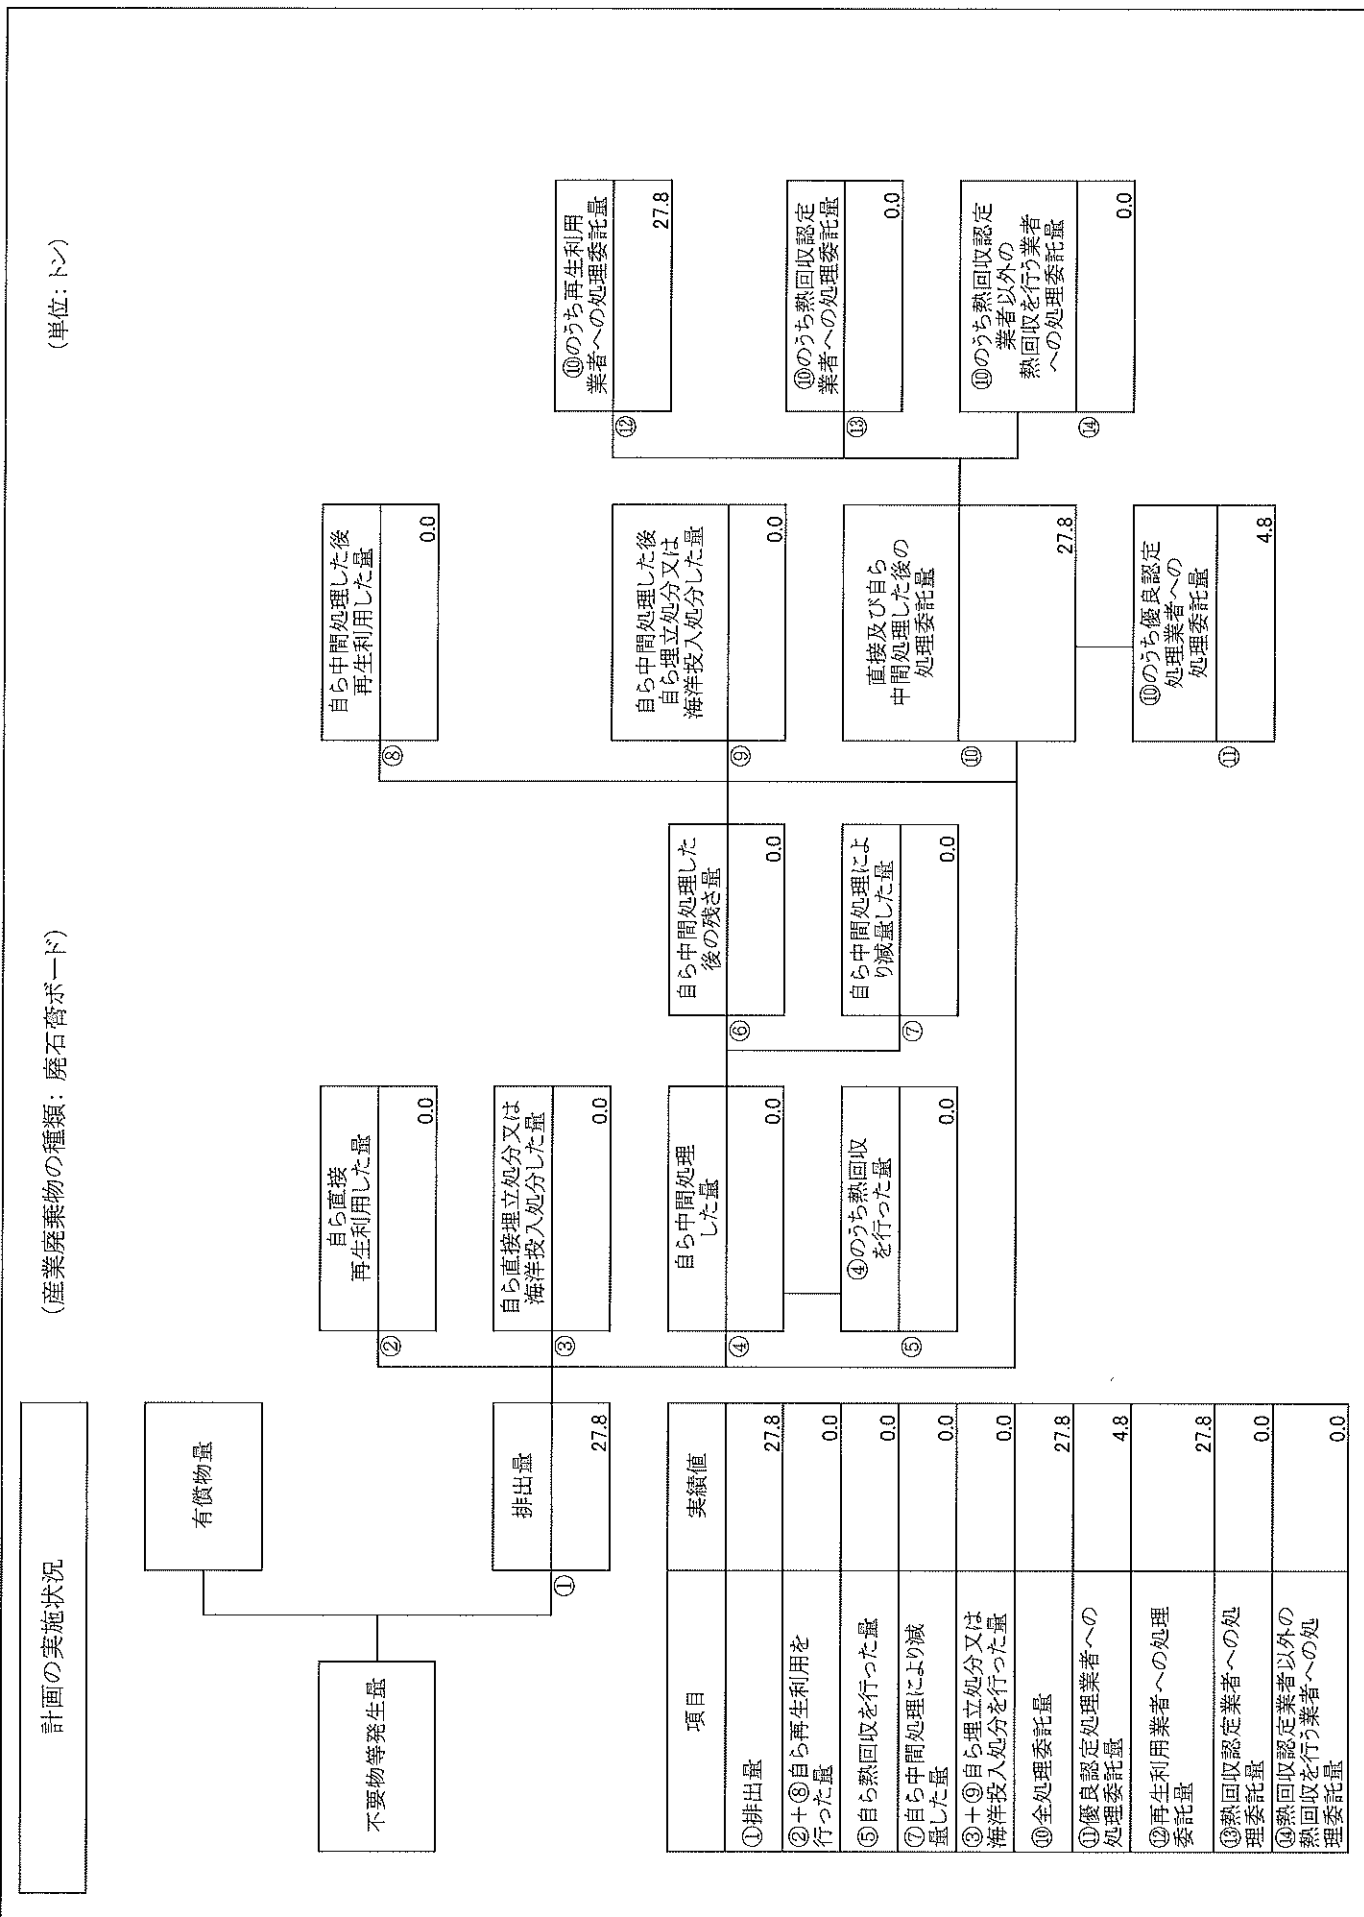 計画の実施状況
(産業廃棄物の種類: 廃石膏ボード)
(単位:トン)
不要物等発生量
有償物量
①
排出量
27.8
②
自ら直接
再生利用した量
0.0
③
自ら直接埋立処分又は
海洋投入処分した量
0.0
④
自ら中間処理
した量
0.0
⑤
④のうち熱回収
を行った量
0.0
⑥
自ら中間処理した
後の残さ量
0.0
⑦
自ら中間処理によ
り減量した量
0.0
⑧
自ら中間処理した後
再生利用した量
0.0
⑨
自ら中間処理した後
自ら埋立処分又は
海洋投入処分した量
0.0
⑩
直接及び自ら
中間処理した後の
処理委託量
27.8
⑪
⑩のうち優良認定
処理業者への
処理委託量
4.8
⑫
⑩のうち再生利用
業者への処理委託量
27.8
⑬
⑩のうち熱回収認定
業者への処理委託量
0.0
⑭
⑩のうち熱回収認定
業者以外の
熱回収を行う業者
への処理委託量
0.0
項目 実績値
①排出量 27.8
②+⑧自ら再生利用を
行った量 0.0
⑤自ら熱回収を行った量 0.0
⑦自ら中間処理により減
量した量 0.0
③+⑨自ら埋立処分又は
海洋投入処分を行った量 0.0
⑩全処理委託量 27.8
⑪優良認定処理業者への
処理委託量 4.8
⑫再生利用業者への処理
委託量 27.8
⑬熱回収認定業者への処
理委託量 0.0
⑭熱回収認定業者以外の
熱回収を行う業者への処
理委託量 0.0